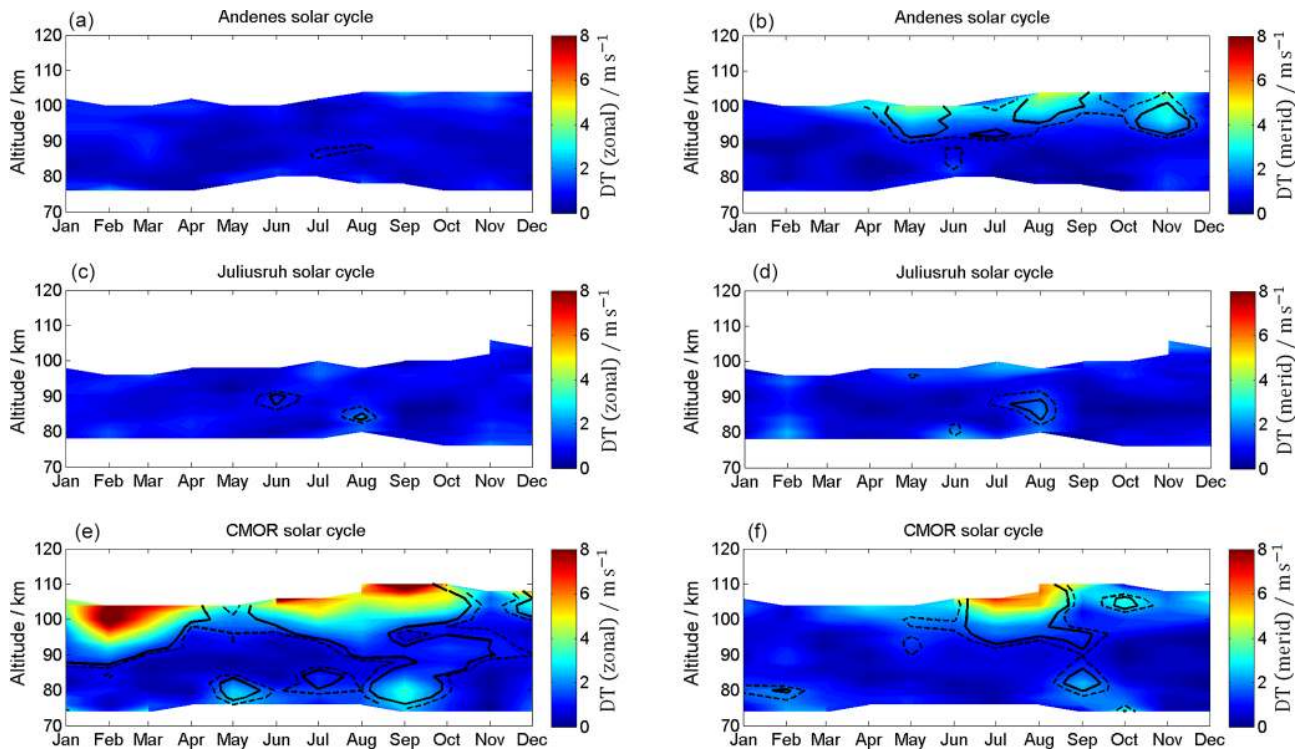 (a) Andenes solar cycle
120
110
100
90
80
70
Altitude / km
Jan Feb Mar Apr May Jun Jul Aug Sep Oct Nov Dec
8
6
4
2
0
DT (zonal) / m s⁻¹
(b) Andenes solar cycle
120
110
100
90
80
70
Altitude / km
Jan Feb Mar Apr May Jun Jul Aug Sep Oct Nov Dec
8
6
4
2
0
DT (merid) / m s⁻¹
(c) Juliusruh solar cycle
120
110
100
90
80
70
Altitude / km
Jan Feb Mar Apr May Jun Jul Aug Sep Oct Nov Dec
8
6
4
2
0
DT (zonal) / m s⁻¹
(d) Juliusruh solar cycle
120
110
100
90
80
70
Altitude / km
Jan Feb Mar Apr May Jun Jul Aug Sep Oct Nov Dec
8
6
4
2
0
DT (merid) / m s⁻¹
(e) CMOR solar cycle
120
110
100
90
80
70
Altitude / km
Jan Feb Mar Apr May Jun Jul Aug Sep Oct Nov Dec
8
6
4
2
0
DT (zonal) / m s⁻¹
(f) CMOR solar cycle
120
110
100
90
80
70
Altitude / km
Jan Feb Mar Apr May Jun Jul Aug Sep Oct Nov Dec
8
6
4
2
0
DT (merid) / m s⁻¹